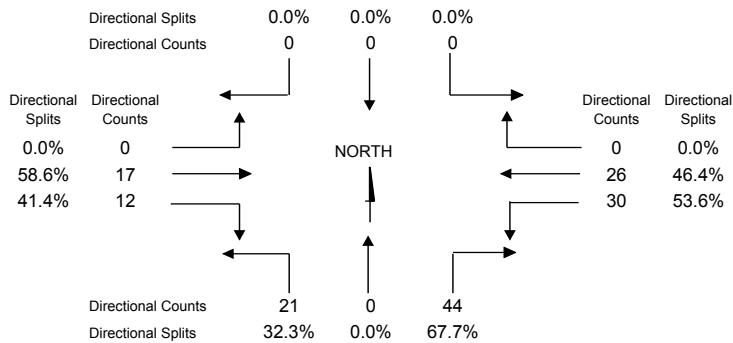 Directional Splits 0.0% 0.0% 0.0%
Directional Counts 0 0 0
Directional Directional Directional Directional
Splits Counts Counts Splits
0.0% 0 NORTH 0 0.0%
58.6% 17 26 46.4%
41.4% 12 30 53.6%
Directional Counts 21 0 44
Directional Splits 32.3% 0.0% 67.7%